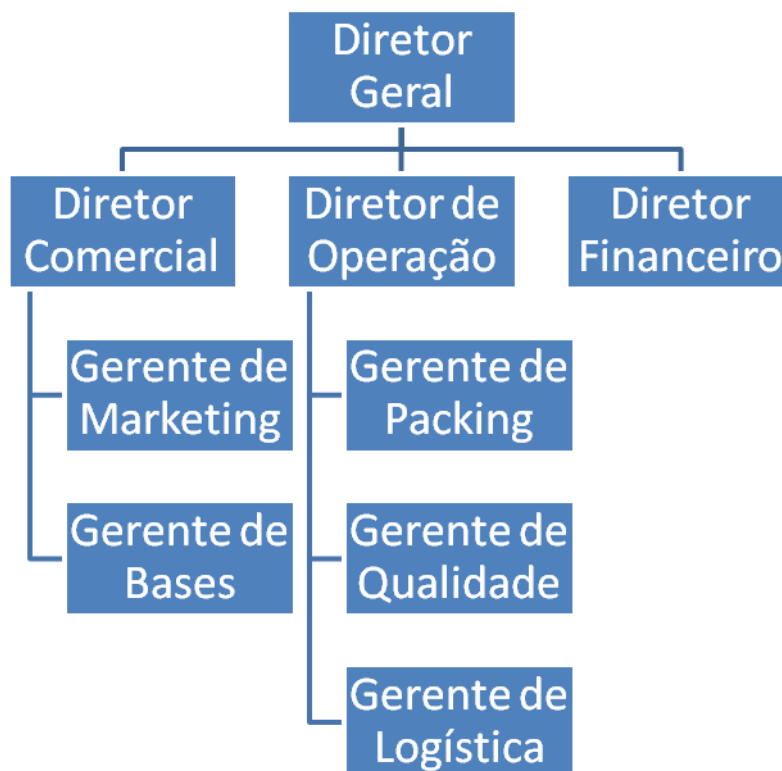 Diretor
Geral
Diretor
Comercial
Diretor de
Operação
Diretor
Financeiro
Gerente de
Marketing
Gerente de
Bases
Gerente de
Packing
Gerente de
Qualidade
Gerente de
Logística